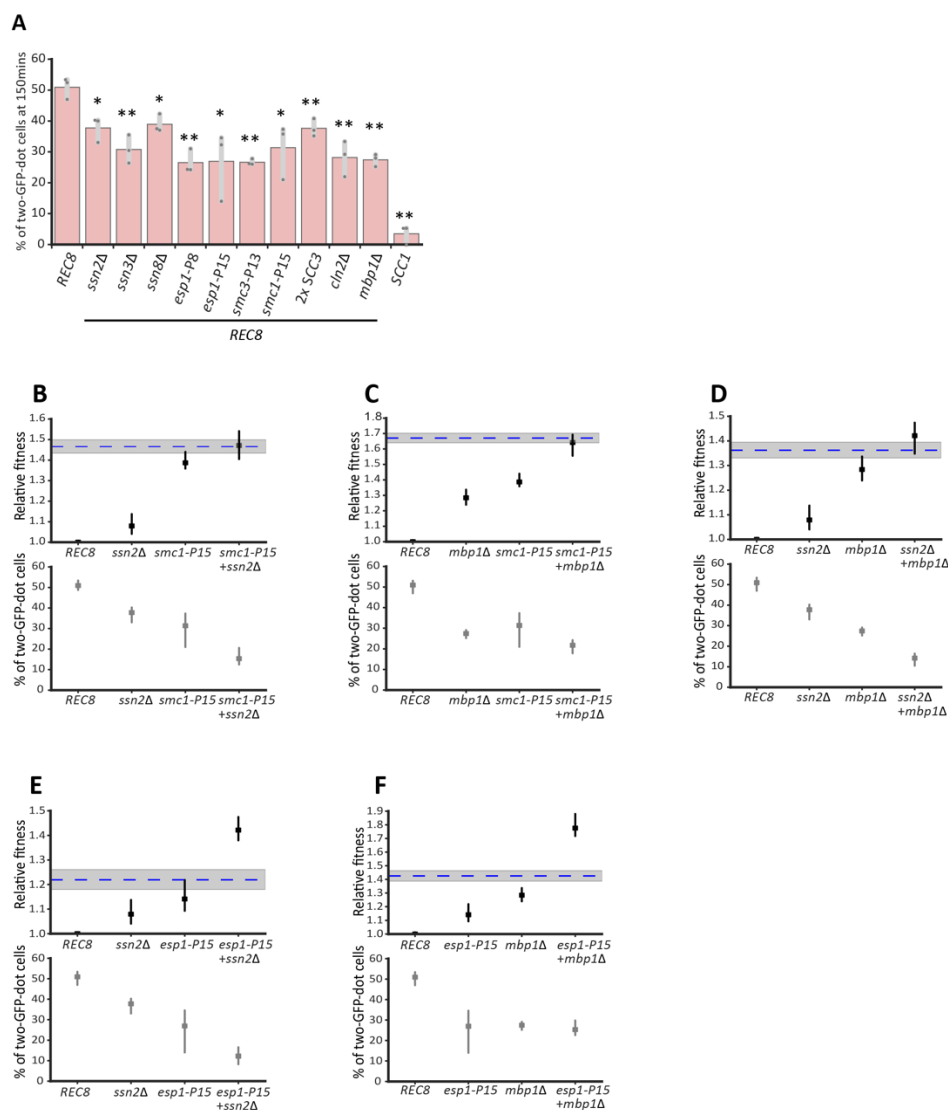 A
% of two-GFP-dot cells at 150mins
60
50
40
30
20
10
0
* ** * ** * ** * ** ** ** **
REC8 ssn2Δ ssn3Δ ssn8Δ esp1-P8 esp1-P15 smc3-P13 smc1-P15 2x SCC3 cln2Δ mbp1Δ SCC1
REC8
B
Relative fitness
1.6
1.5
1.4
1.3
1.2
1.1
1.0
REC8 ssn2Δ smc1-P15 smc1-P15
+ssn2Δ
% of two-GFP-dot cells
60
50
40
30
20
10
0
REC8 ssn2Δ smc1-P15 smc1-P15
+ssn2Δ
C
Relative fitness
1.8
1.7
1.6
1.5
1.4
1.3
1.2
1.1
1.0
REC8 mbp1Δ smc1-P15 smc1-P15
+mbp1Δ
% of two-GFP-dot cells
60
50
40
30
20
10
0
REC8 mbp1Δ smc1-P15 smc1-P15
+mbp1Δ
D
Relative fitness
1.5
1.4
1.3
1.2
1.1
1.0
REC8 ssn2Δ mbp1Δ ssn2Δ
+mbp1Δ
% of two-GFP-dot cells
60
50
40
30
20
10
0
REC8 ssn2Δ mbp1Δ ssn2Δ
+mbp1Δ
E
Relative fitness
1.5
1.4
1.3
1.2
1.1
1.0
REC8 ssn2Δ esp1-P15 esp1-P15
+ssn2Δ
% of two-GFP-dot cells
60
50
40
30
20
10
0
REC8 ssn2Δ esp1-P15 esp1-P15
+ssn2Δ
F
Relative fitness
1.9
1.8
1.7
1.6
1.5
1.4
1.3
1.2
1.1
1.0
REC8 esp1-P15 mbp1Δ esp1-P15
+mbp1Δ
% of two-GFP-dot cells
60
50
40
30
20
10
0
REC8 esp1-P15 mbp1Δ esp1-P15
+mbp1Δ